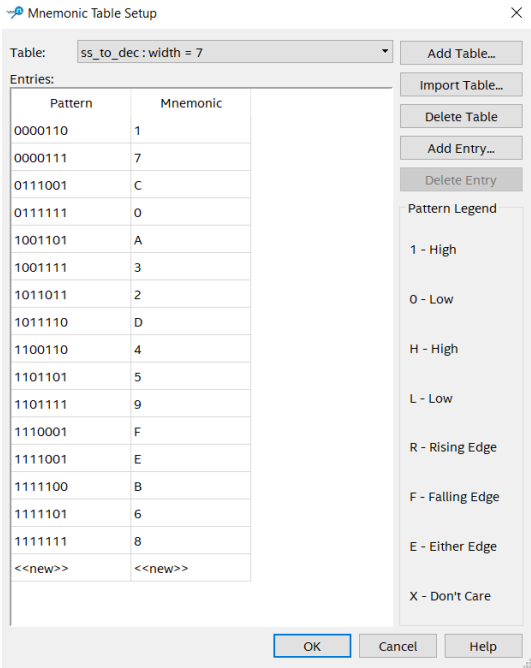 Mnemonic Table Setup
Table: ss_to_dec : width = 7
Add Table...
Entries:
Import Table...
Delete Table
Add Entry...
Delete Entry
Pattern Mnemonic
0000110 1
0000111 7
0111001 C
0111111 0
1001101 A
1001111 3
1011011 2
1011110 D
1100110 4
1101101 5
1101111 9
1110001 F
1111001 E
1111100 B
1111101 6
1111111 8
<<new>> <<new>>
Pattern Legend
1 - High
0 - Low
H - High
L - Low
R - Rising Edge
F - Falling Edge
E - Either Edge
X - Don't Care
OK Cancel Help